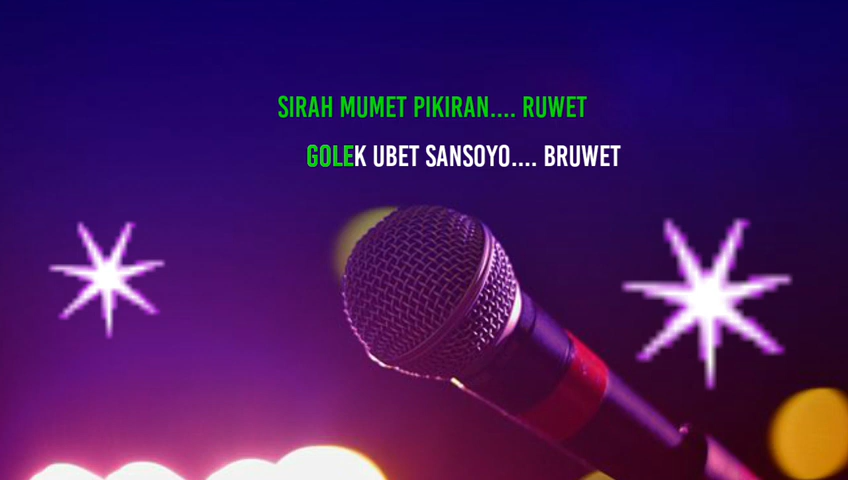 SIRAH MUMET PIKIRAN.... RUWET
GOLEK UBET SANSOYO.... BRUWET